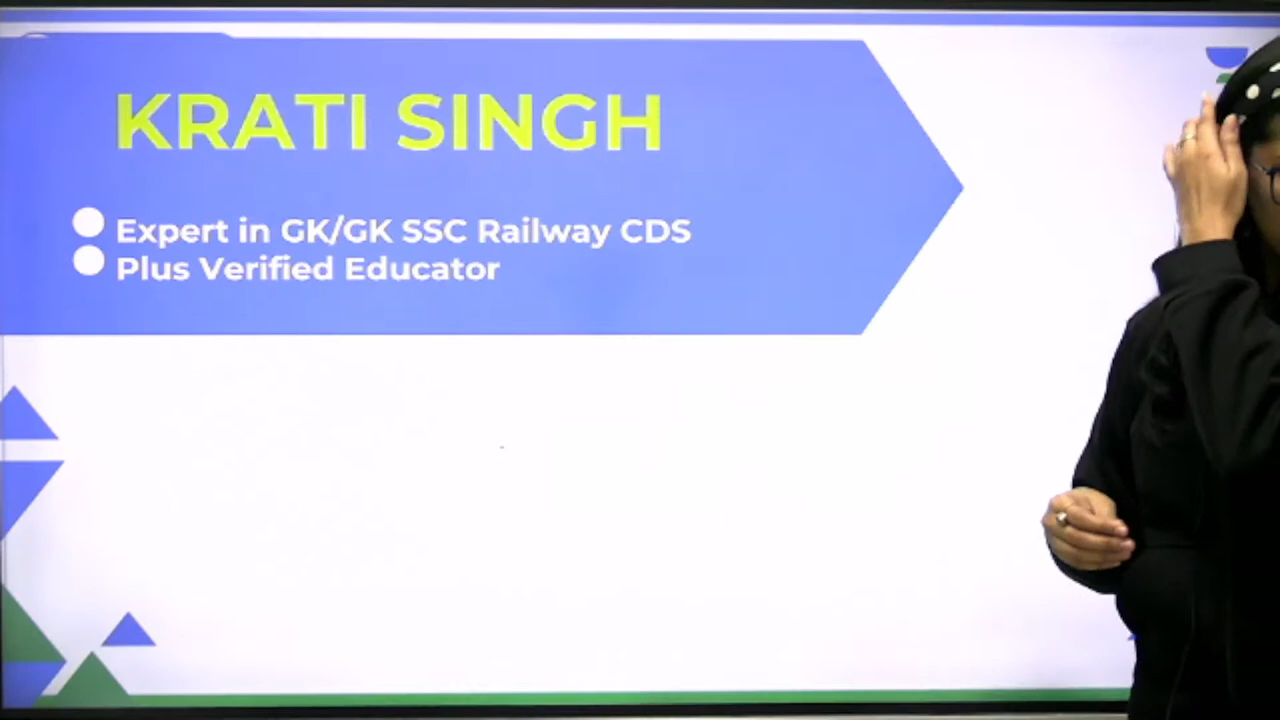 KRATI SINGH
Expert in GK/GK SSC Railway CDS
Plus Verified Educator